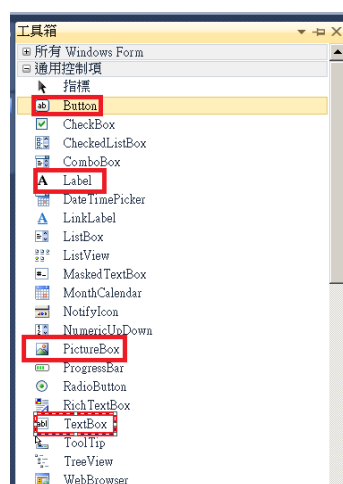 工具箱
所有 Windows Form
通用控制項
指標
Button
CheckBox
CheckedListBox
ComboBox
Label
DateTimePicker
LinkLabel
ListBox
ListView
MaskedTextBox
MonthCalendar
NotifyIcon
NumericUpDown
PictureBox
ProgressBar
RadioButton
RichTextBox
TextBox
ToolTip
TreeView
WebBrowser